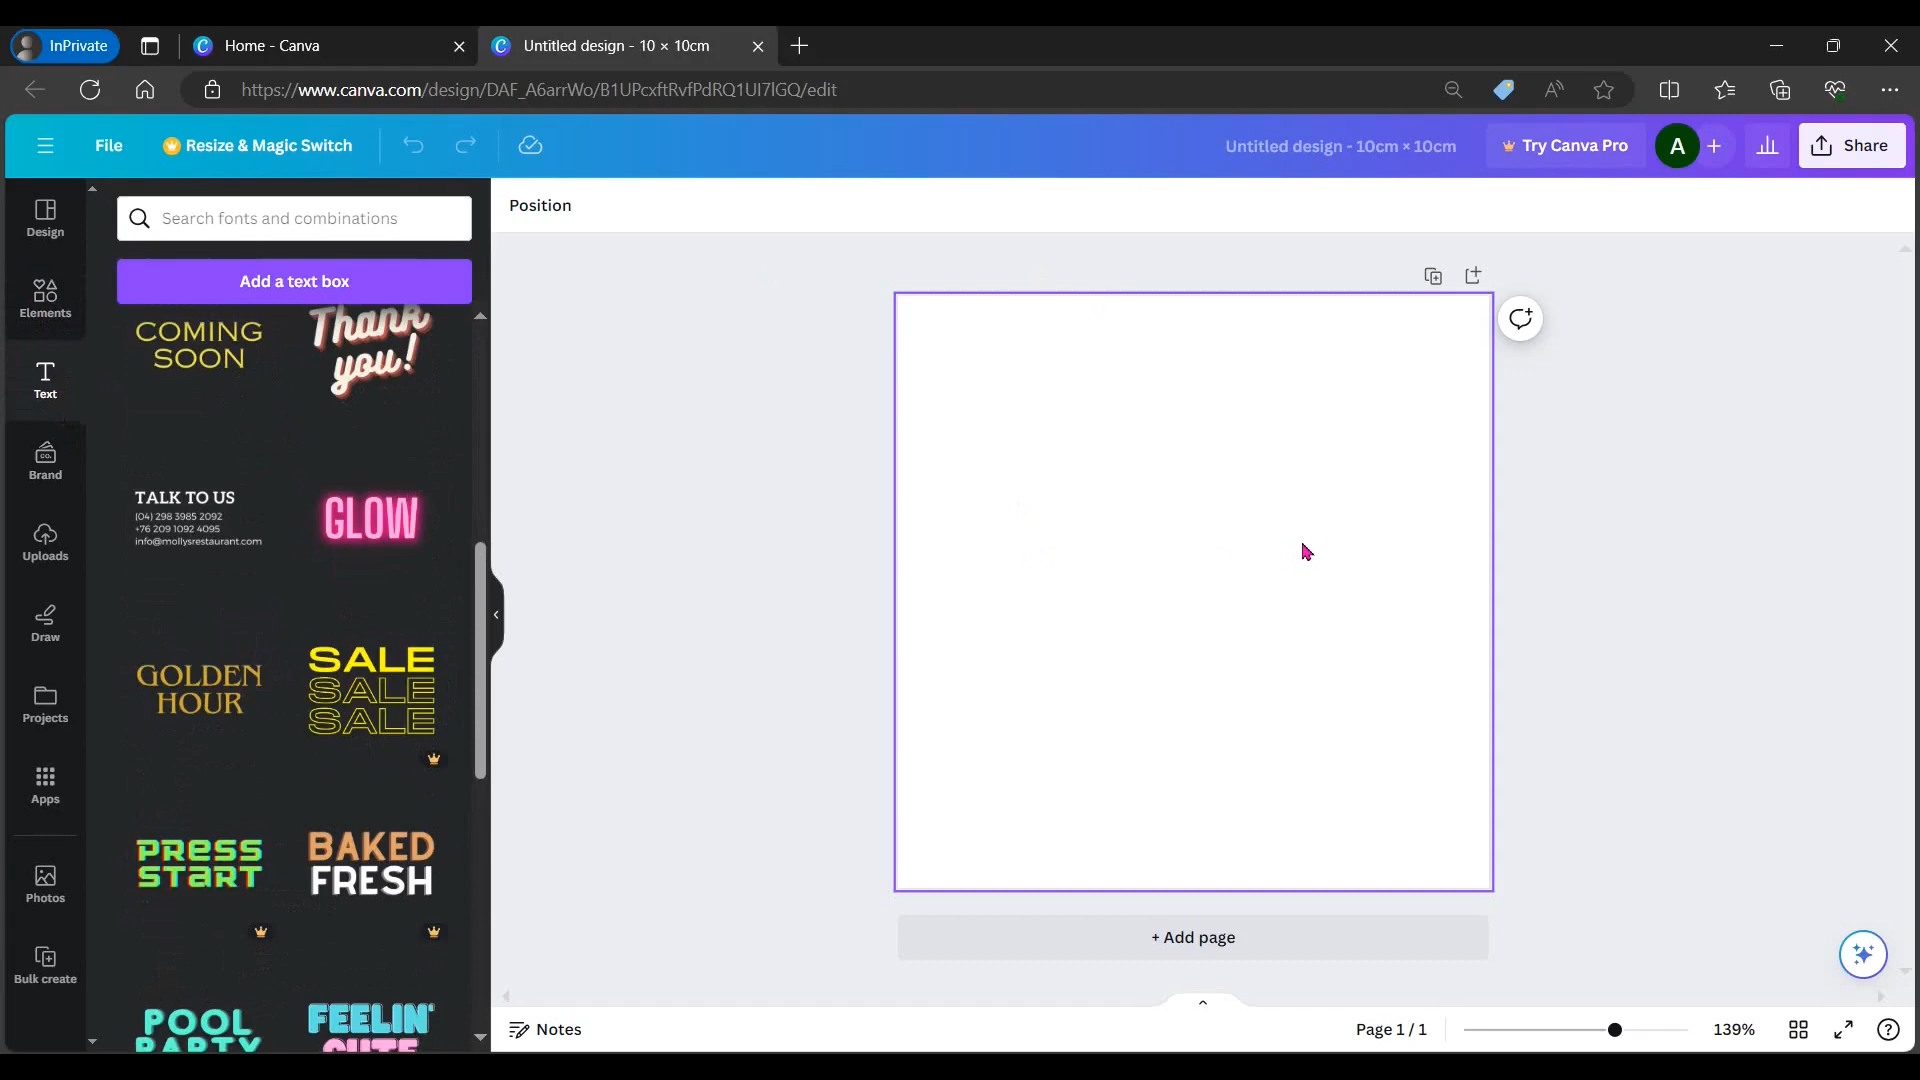 InPrivate
Home - Canva
Untitled design - 10 × 10cm
https://www.canva.com/design/DAF_A6arrWo/B1UPcxftRvfPdRQ1UI7lGQ/edit
File
Resize & Magic Switch
Untitled design - 10cm × 10cm
Try Canva Pro
A
Share
Design
Elements
Text
Brand
Uploads
Draw
Projects
Apps
Photos
Bulk create
Search fonts and combinations
Add a text box
COMING
SOON
Thank
you!
TALK TO US
(04) 298 3985 2092
+76 209 1092 4095
info@mollysrestaurant.com
GLOW
GOLDEN
HOUR
SALE
SALE
SALE
PRESS
START
BAKED
FRESH
POOL
PARTY
FEELIN'
CUTE
Position
+ Add page
Notes
Page 1 / 1
139%